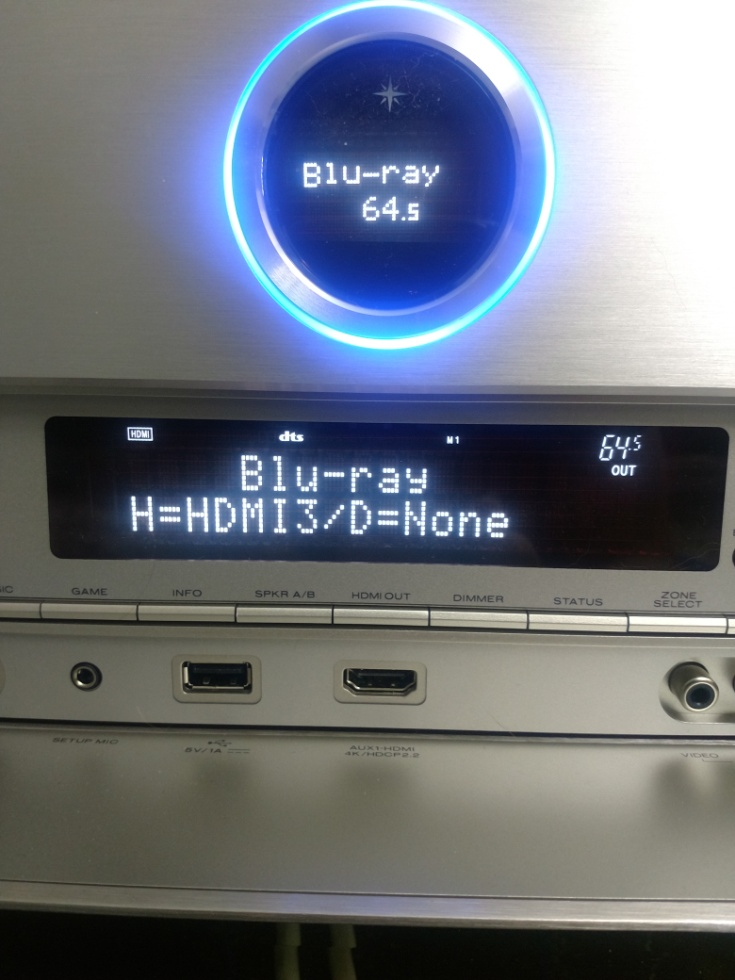 Blu-ray
64.5
HDMI dts M1 64.5
OUT
Blu-ray
H=HDMI3/D=None
GAME INFO SPKR A/B HDMI OUT DIMMER STATUS ZONE SELECT
SETUP MIC 5V/1A AUX1-HDMI VIDEO
4K/HDCP2.2